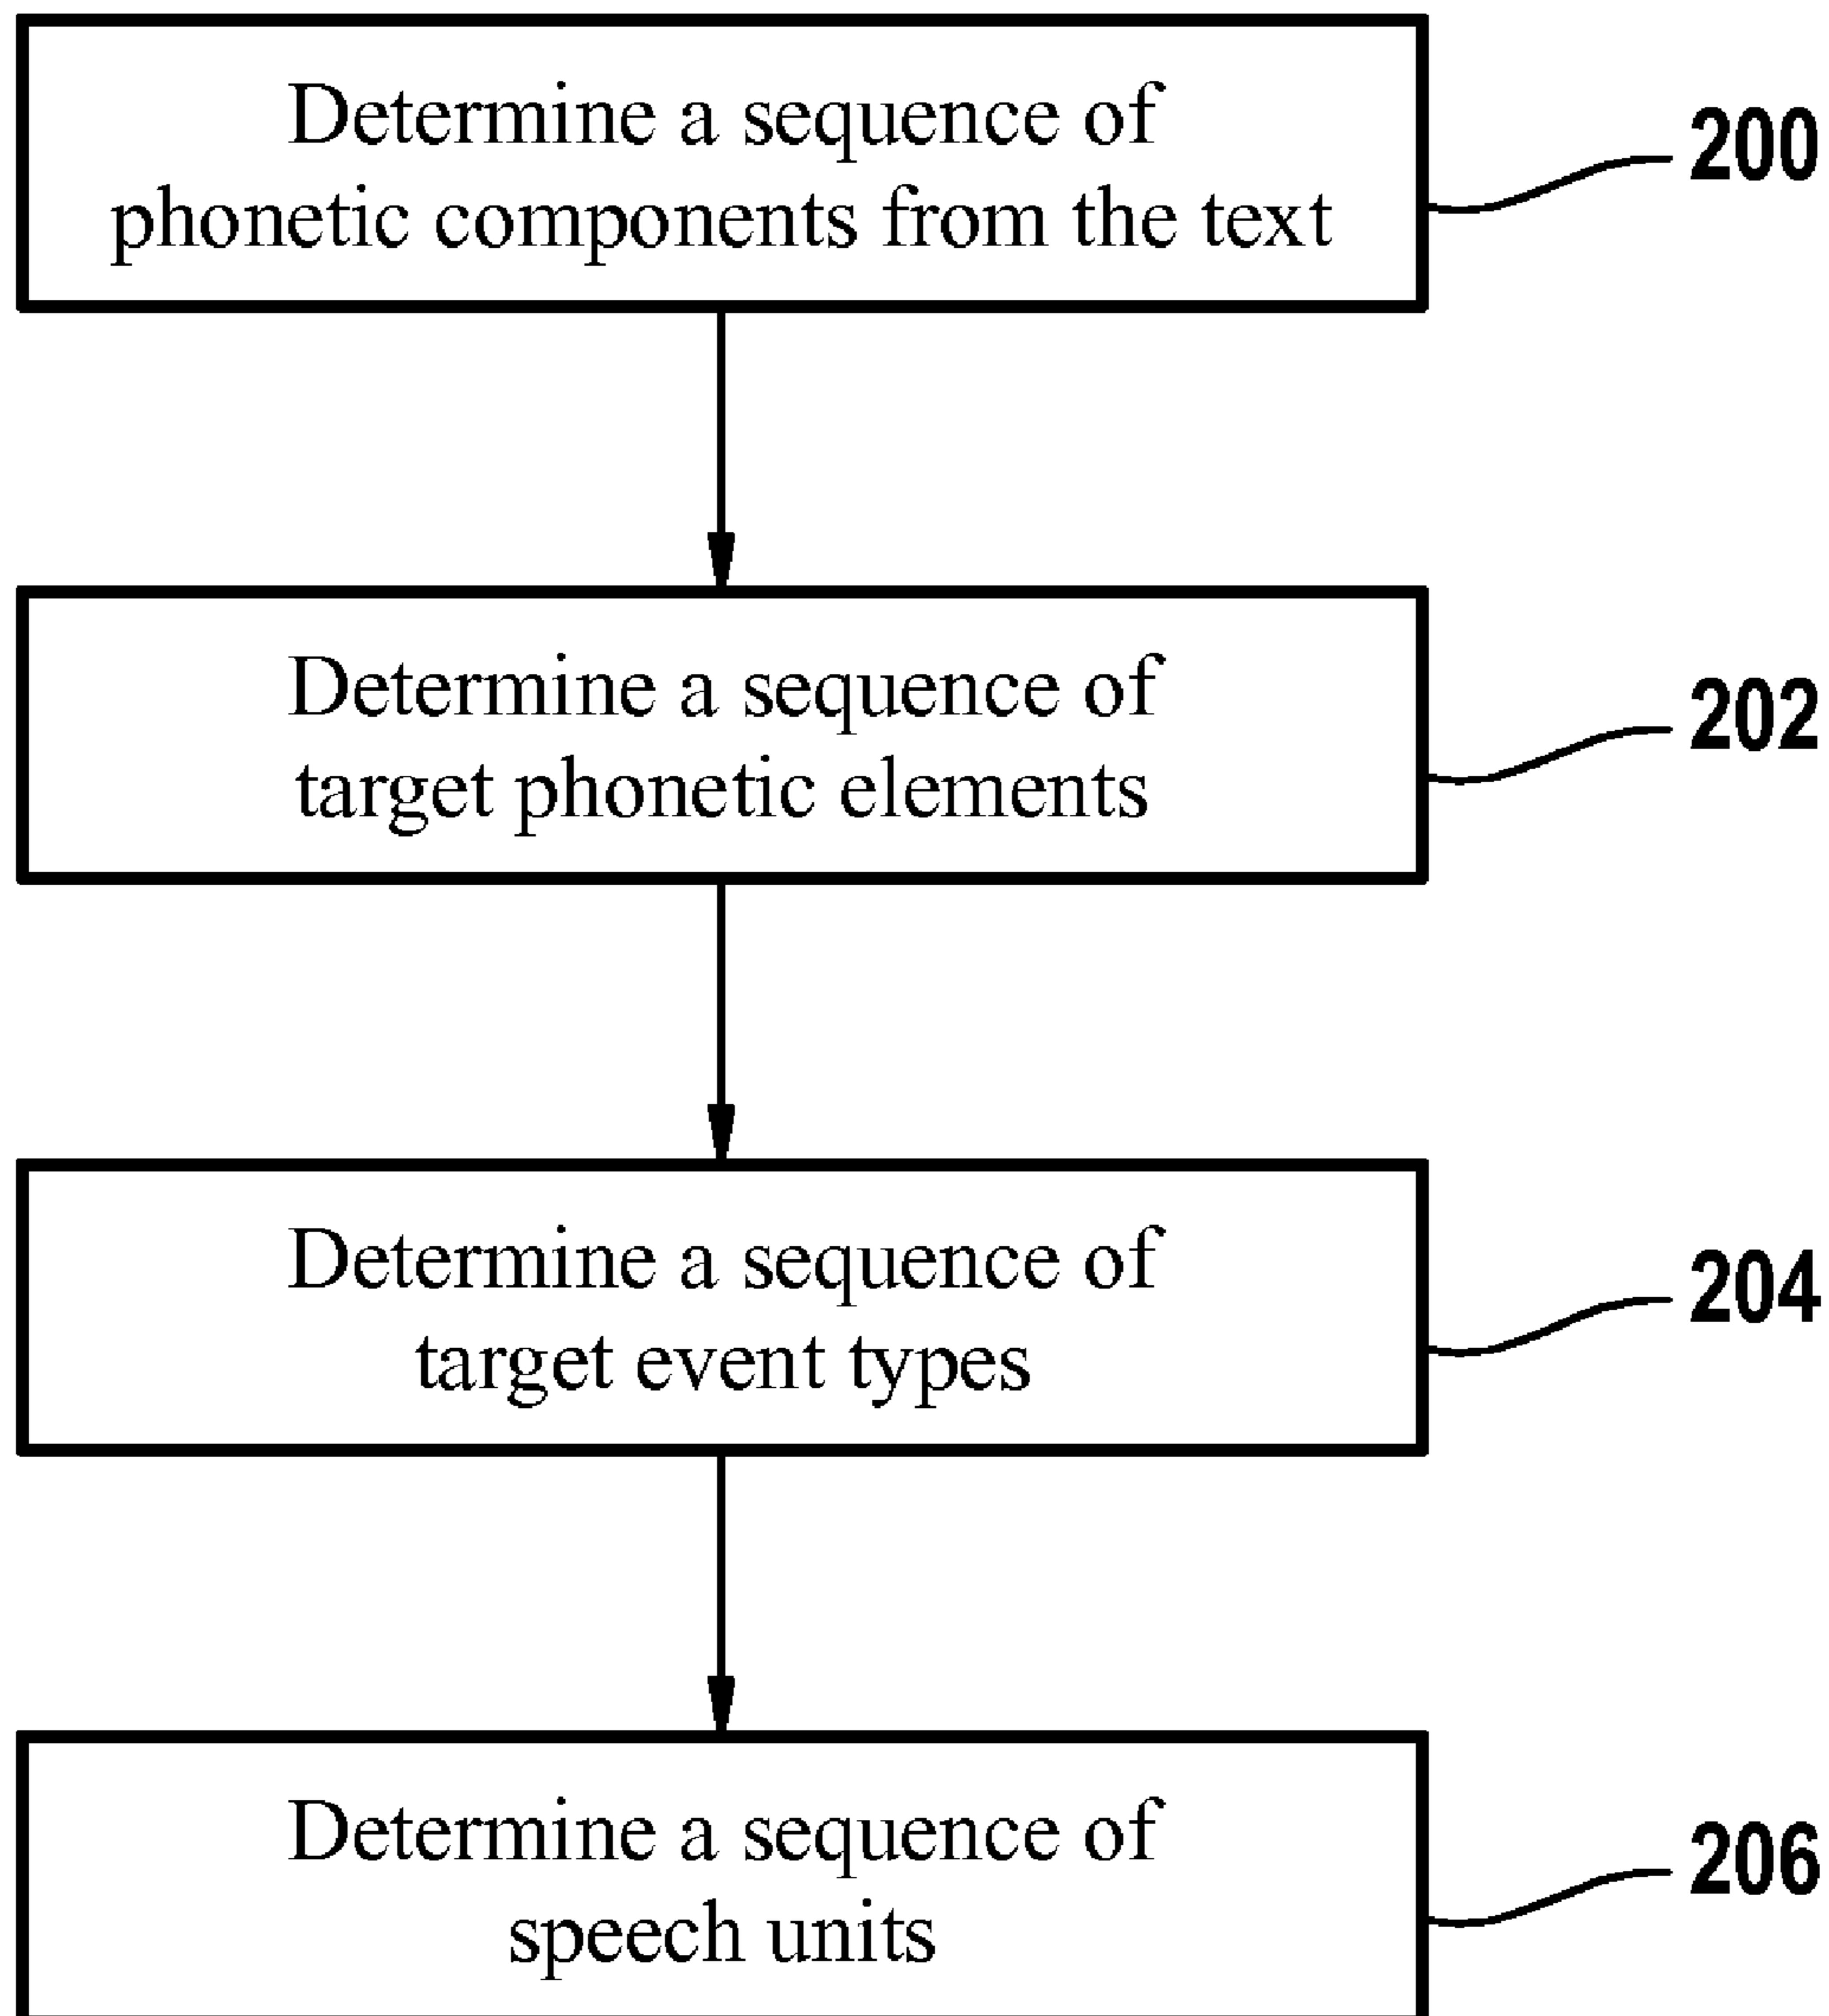 Determine a sequence of
phonetic components from the text
200
Determine a sequence of
target phonetic elements
202
Determine a sequence of
target event types
204
Determine a sequence of
speech units
206